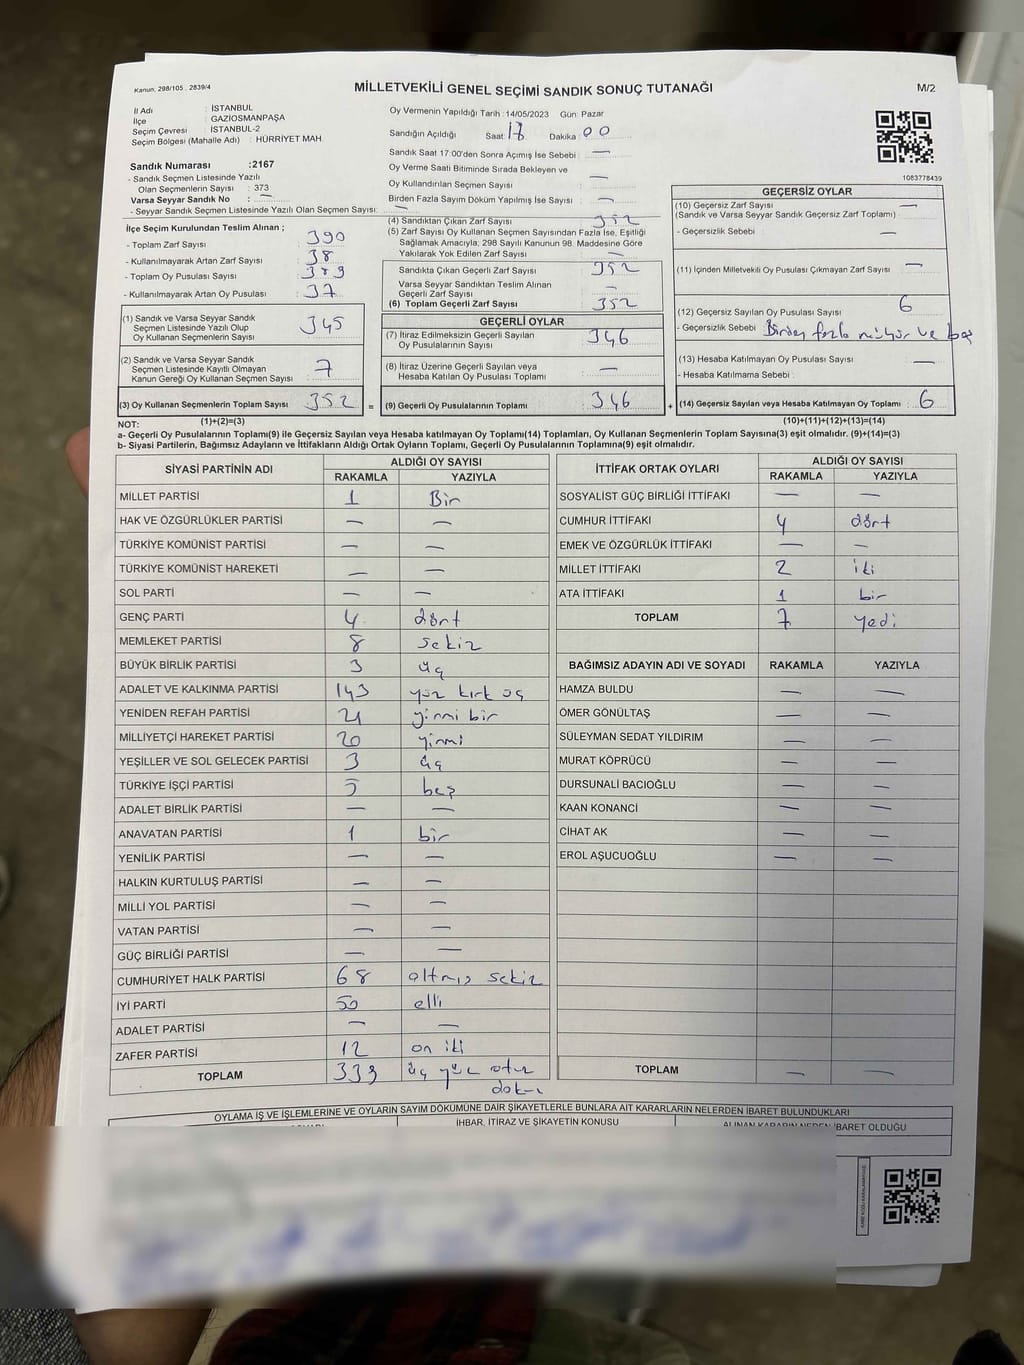 Kanun, 298/105 . 2839/4
MİLLETVEKİLİ GENEL SEÇİMİ SANDIK SONUÇ TUTANAĞI
M/2
İl Adı : İSTANBUL
İlçe : GAZİOSMANPAŞA
Seçim Çevresi : İSTANBUL-2
Seçim Bölgesi (Mahalle Adı) : HÜRRİYET MAH.
Sandık Numarası :2167
- Sandık Seçmen Listesinde Yazılı
Olan Seçmenlerin Sayısı : 373
Varsa Seyyar Sandık No : —
- Seyyar Sandık Seçmen Listesinde Yazılı Olan Seçmen Sayısı: —
Oy Vermenin Yapıldığı Tarih :14/05/2023 Gün: Pazar
Sandığın Açıldığı Saat: 17 Dakika 00
Sandık Saat 17:00'den Sonra Açımış İse Sebebi : —
Oy Verme Saati Bitiminde Sırada Bekleyen ve
Oy Kullandırılan Seçmen Sayısı : —
Birden Fazla Sayım Döküm Yapılmış İse Sayısı : —
1083778439
İlçe Seçim Kurulundan Teslim Alınan ;
- Toplam Zarf Sayısı : 390
- Kullanılmayarak Artan Zarf Sayısı : 38
- Toplam Oy Pusulası Sayısı : 389
- Kullanılmayarak Artan Oy Pusulası : 37
(1) Sandık ve Varsa Seyyar Sandık
Seçmen Listesinde Yazılı Olup
Oy Kullanan Seçmenlerin Sayısı : 345
(2) Sandık ve Varsa Seyyar Sandık
Seçmen Listesinde Kayıtlı Olmayan
Kanun Gereği Oy Kullanan Seçmen Sayısı : 7
(3) Oy Kullanan Seçmenlerin Toplam Sayısı : 352 =
(1)+(2)=(3)
(4) Sandıktan Çıkan Zarf Sayısı : 352
(5) Zarf Sayısı Oy Kullanan Seçmen Sayısından Fazla İse, Eşitliği
Sağlamak Amacıyla; 298 Sayılı Kanunun 98. Maddesine Göre
Yakılarak Yok Edilen Zarf Sayısı : —
Sandıkta Çıkan Geçerli Zarf Sayısı : 352
Varsa Seyyar Sandıktan Teslim Alınan
Geçerli Zarf Sayısı : —
(6) Toplam Geçerli Zarf Sayısı : 352
GEÇERLİ OYLAR
(7) İtiraz Edilmeksizin Geçerli Sayılan
Oy Pusulalarının Sayısı : 346
(8) İtiraz Üzerine Geçerli Sayılan veya
Hesaba Katılan Oy Pusulası Toplamı : —
(9) Geçerli Oy Pusulalarının Toplamı : 346 +
GEÇERSİZ OYLAR
(10) Geçersiz Zarf Sayısı : —
(Sandık ve Varsa Seyyar Sandık Geçersiz Zarf Toplamı)
- Geçersizlik Sebebi : —
(11) İçinden Milletvekili Oy Pusulası Çıkmayan Zarf Sayısı : —
(12) Geçersiz Sayılan Oy Pusulası Sayısı : 6
- Geçersizlik Sebebi : Birden fazla mühür ve boş
(13) Hesaba Katılmayan Oy Pusulası Sayısı : —
- Hesaba Katılmama Sebebi :
(14) Geçersiz Sayılan veya Hesaba Katılmayan Oy Toplamı : 6
(10)+(11)+(12)+(13)=(14)
NOT:
a- Geçerli Oy Pusulalarının Toplamı(9) ile Geçersiz Sayılan veya Hesaba katılmayan Oy Toplamı(14) Toplamları, Oy Kullanan Seçmenlerin Toplam Sayısına(3) eşit olmalıdır. (9)+(14)=(3)
b- Siyasi Partilerin, Bağımsız Adayların ve İttifakların Aldığı Ortak Oyların Toplamı, Geçerli Oy Pusulalarının Toplamına(9) eşit olmalıdır.
SİYASİ PARTİNİN ADI ALDIĞI OY SAYISI
RAKAMLA YAZIYLA
MİLLET PARTİSİ 1 Bir
HAK VE ÖZGÜRLÜKLER PARTİSİ — —
TÜRKİYE KOMÜNİST PARTİSİ — —
TÜRKİYE KOMÜNİST HAREKETİ — —
SOL PARTİ — —
GENÇ PARTİ 4 dört
MEMLEKET PARTİSİ 8 sekiz
BÜYÜK BİRLİK PARTİSİ 3 üç
ADALET VE KALKINMA PARTİSİ 143 yüz kırk üç
YENİDEN REFAH PARTİSİ 21 yirmi bir
MİLLİYETÇİ HAREKET PARTİSİ 20 yirmi
YEŞİLLER VE SOL GELECEK PARTİSİ 3 üç
TÜRKİYE İŞÇİ PARTİSİ 5 beş
ADALET BİRLİK PARTİSİ — —
ANAVATAN PARTİSİ 1 bir
YENİLİK PARTİSİ — —
HALKIN KURTULUŞ PARTİSİ — —
MİLLİ YOL PARTİSİ — —
VATAN PARTİSİ — —
GÜÇ BİRLİĞİ PARTİSİ — —
CUMHURİYET HALK PARTİSİ 68 altmış sekiz
İYİ PARTİ 50 elli
ADALET PARTİSİ — —
ZAFER PARTİSİ 12 on iki
TOPLAM 339 üç yüz otuz
dokuz
İTTİFAK ORTAK OYLARI ALDIĞI OY SAYISI
RAKAMLA YAZIYLA
SOSYALİST GÜÇ BİRLİĞİ İTTİFAKI — —
CUMHUR İTTİFAKI 4 dört
EMEK VE ÖZGÜRLÜK İTTİFAKI — —
MİLLET İTTİFAKI 2 iki
ATA İTTİFAKI 1 bir
TOPLAM 7 yedi
BAĞIMSIZ ADAYIN ADI VE SOYADI RAKAMLA YAZIYLA
HAMZA BULDU — —
ÖMER GÖNÜLTAŞ — —
SÜLEYMAN SEDAT YILDIRIM — —
MURAT KÖPRÜCÜ — —
DURSUNALİ BACIOĞLU — —
KAAN KONANCİ — —
CİHAT AK — —
EROL AŞUCUOĞLU — —
TOPLAM — —
OYLAMA İŞ VE İŞLEMLERİNE VE OYLARIN SAYIM DÖKÜMÜNE DAİR ŞİKAYETLERLE BUNLARA AİT KARARLARIN NELERDEN İBARET BULUNDUKLARI
İHBAR, İTİRAZ VE ŞİKAYETİN KONUSU
ALINAN KARARIN NEDEN İBARET OLDUĞU